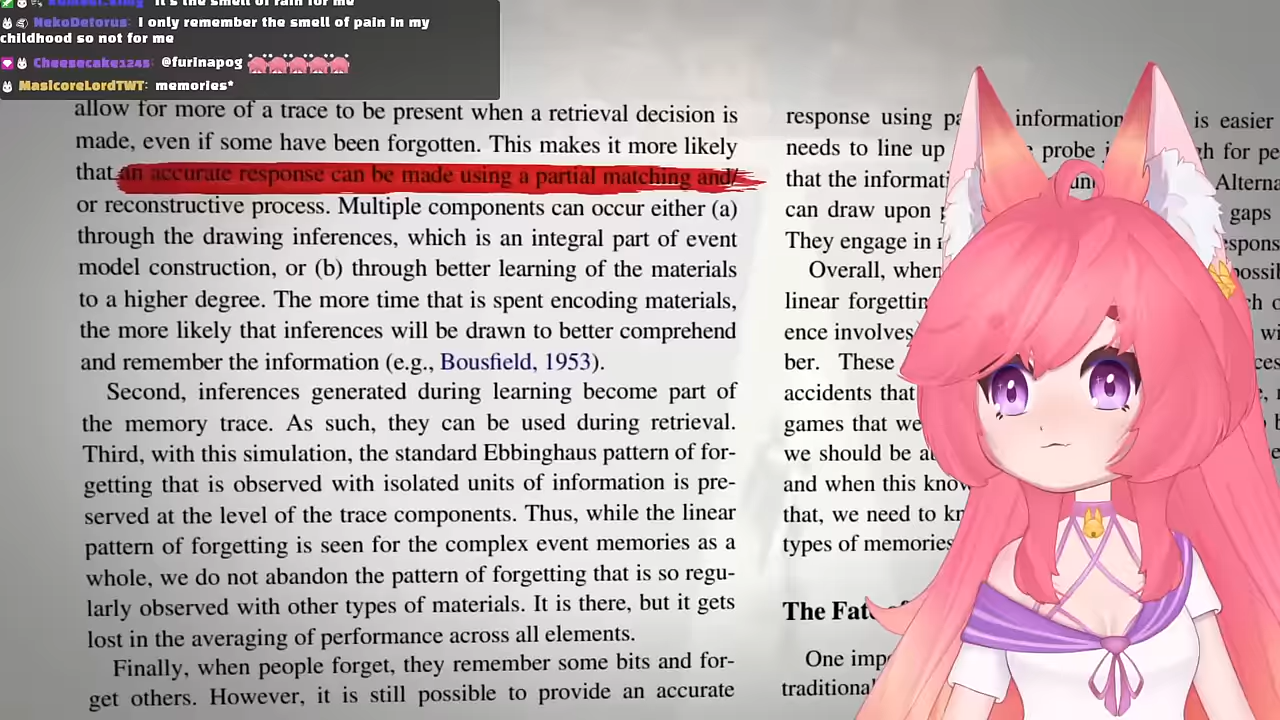 it's the smell of rain for me
NekoDetorus: I only remember the smell of pain in my
childhood so not for me
Cheesecake1245: @furinapog
MasicoreLordTWT: memories*
allow for more of a trace to be present when a retrieval decision is
made, even if some have been forgotten. This makes it more likely
that an accurate response can be made using a partial matching and/
or reconstructive process. Multiple components can occur either (a)
through the drawing inferences, which is an integral part of event
model construction, or (b) through better learning of the materials
to a higher degree. The more time that is spent encoding materials,
the more likely that inferences will be drawn to better comprehend
and remember the information (e.g., Bousfield, 1953).
Second, inferences generated during learning become part of
the memory trace. As such, they can be used during retrieval.
Third, with this simulation, the standard Ebbinghaus pattern of for-
getting that is observed with isolated units of information is pre-
served at the level of the trace components. Thus, while the linear
pattern of forgetting is seen for the complex event memories as a
whole, we do not abandon the pattern of forgetting that is so regu-
larly observed with other types of materials. It is there, but it gets
lost in the averaging of performance across all elements.
Finally, when people forget, they remember some bits and for-
get others. However, it is still possible to provide an accurate
response using information is easier
needs to line up probe for
that the Alterna
can draw upon gaps
They engage in
Overall, when
linear
ence involves
ber. These
accidents that
games that we
we should be
and when this
that, we need to
types of memories
The
One
traditional